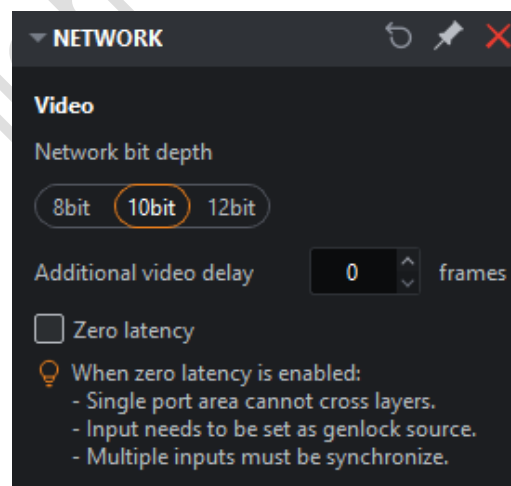 NETWORK
Video
Network bit depth
8bit 10bit 12bit
Additional video delay 0 frames
Zero latency
When zero latency is enabled:
- Single port area cannot cross layers.
- Input needs to be set as genlock source.
- Multiple inputs must be synchronize.